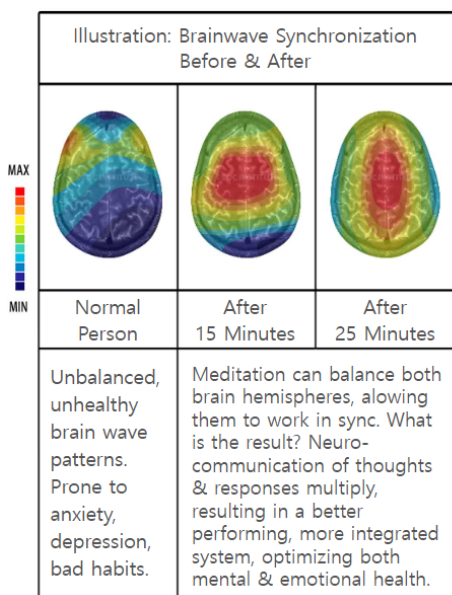 Illustration: Brainwave Synchronization
Before & After
MAX
MIN
Normal
Person
After
15 Minutes
After
25 Minutes
Unbalanced,
unhealthy
brain wave
patterns.
Prone to
anxiety,
depression,
bad habits.
Meditation can balance both
brain hemispheres, alowing
them to work in sync. What
is the result? Neuro-
communication of thoughts
& responses multiply,
resulting in a better
performing, more integrated
system, optimizing both
mental & emotional health.